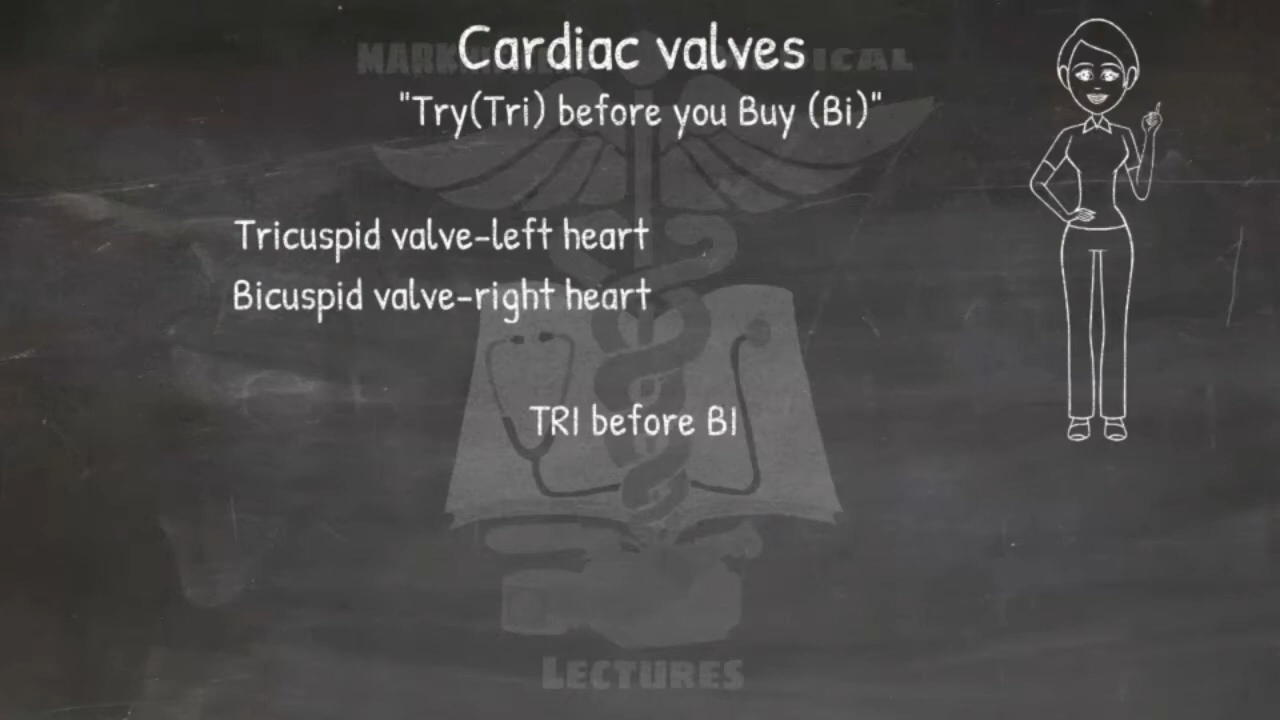 Cardiac valves
"Try(Tri) before you Buy (Bi)"
Tricuspid valve-left heart
Bicuspid valve-right heart
TRI before BI
LECTURES